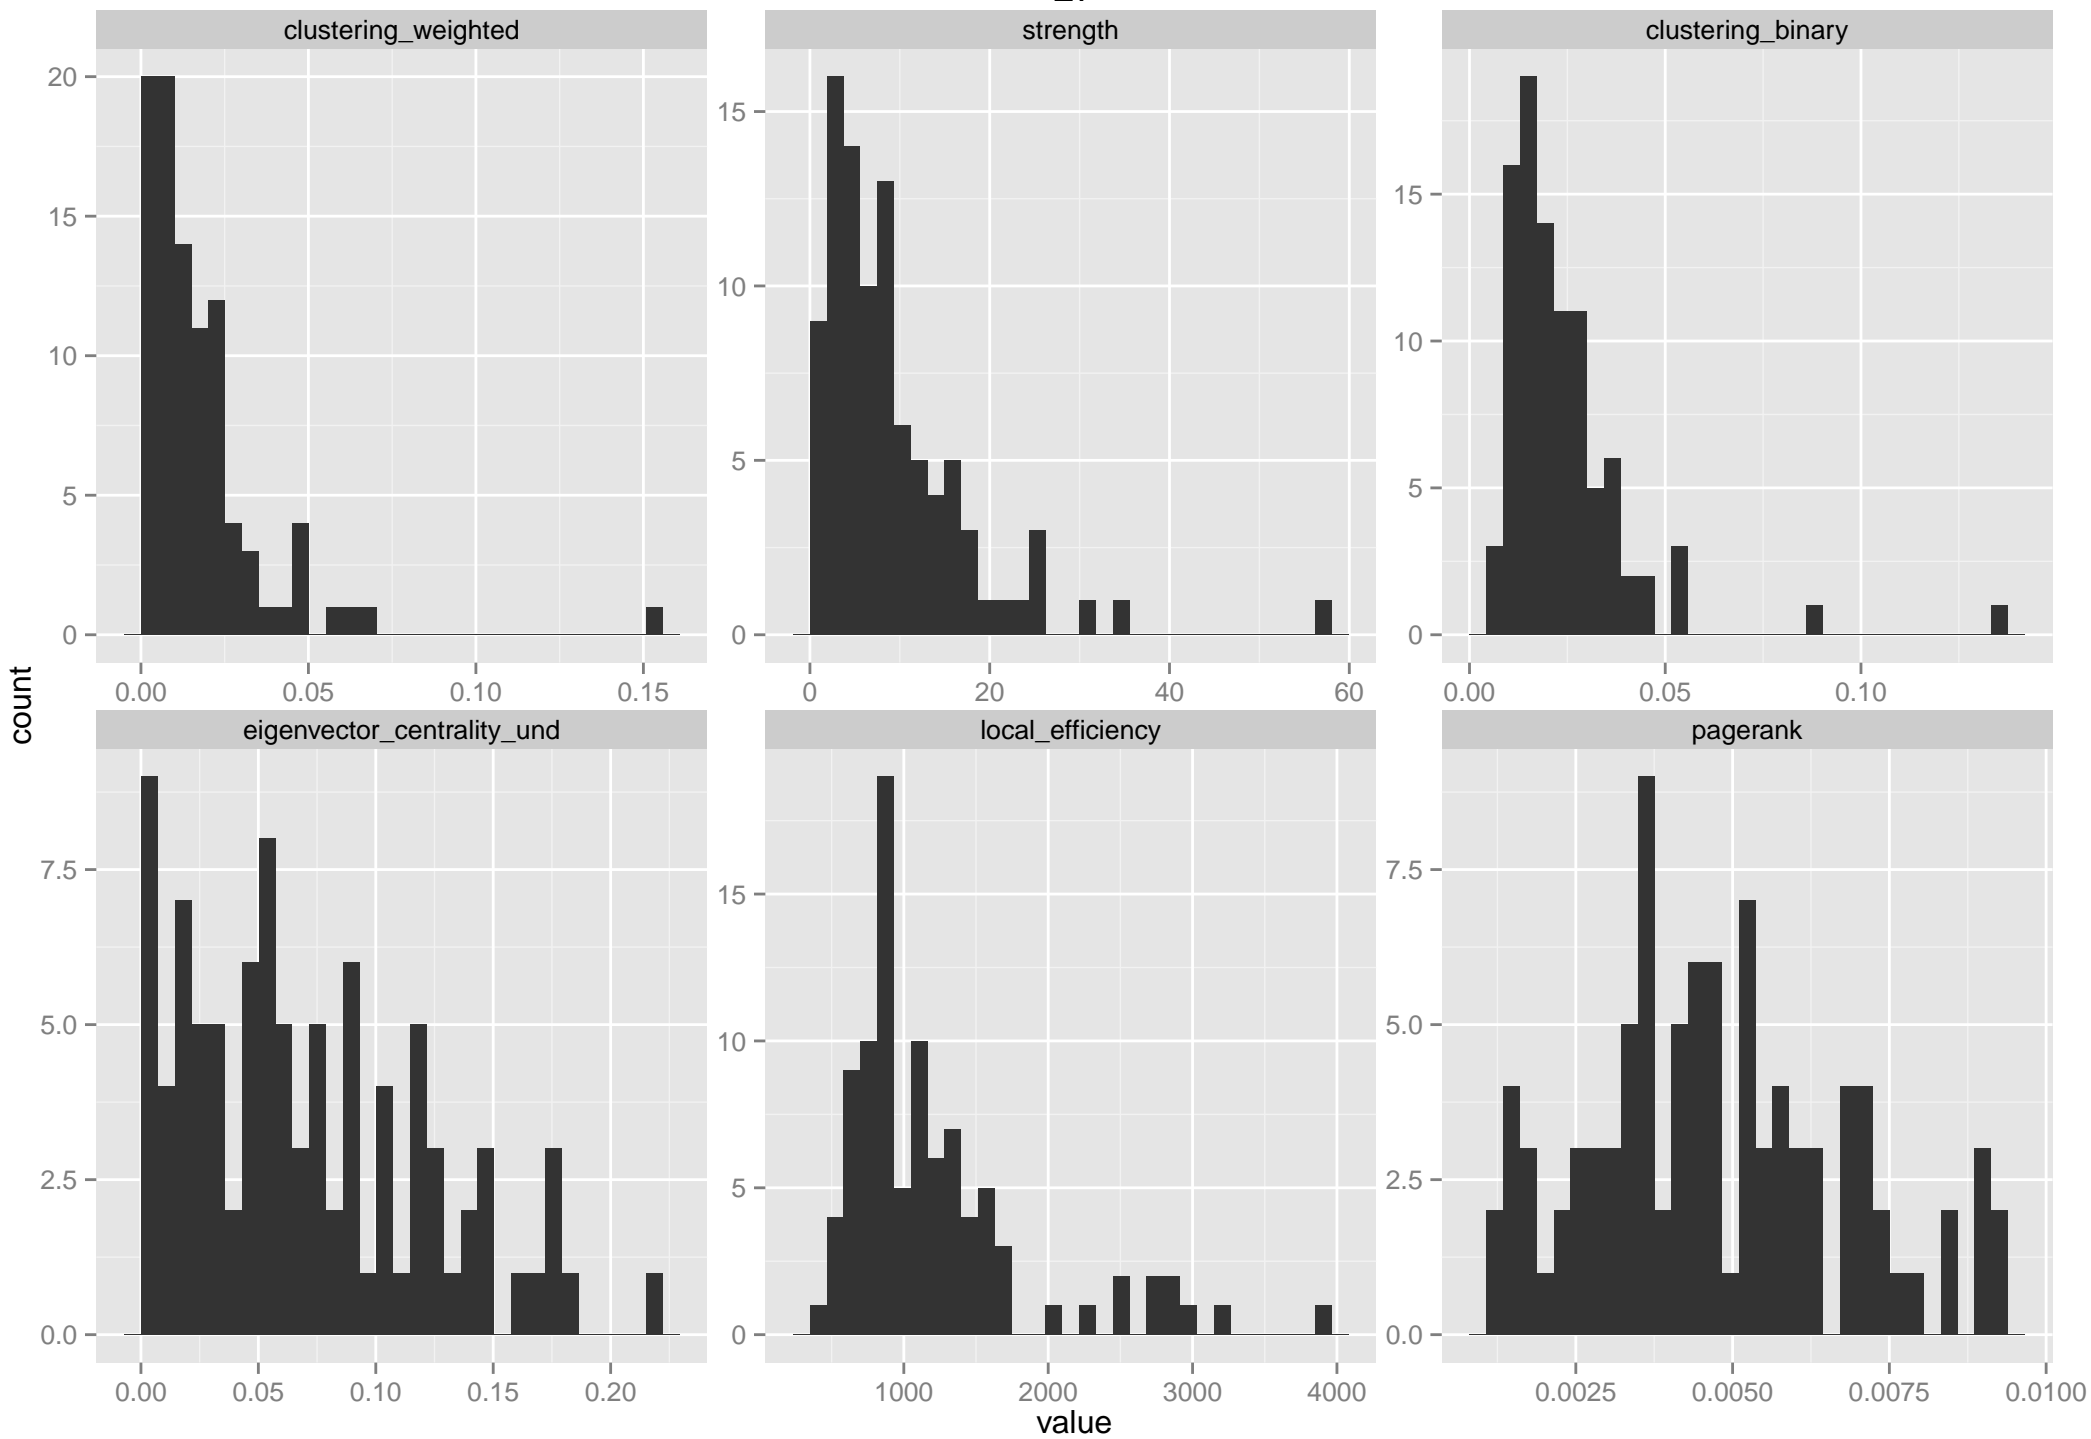 clustering_weighted
strength
clustering_binary
20
15
10
5
0
0.00 0.05 0.10 0.15
15
10
5
0
0 20 40 60
15
10
5
0
0.00 0.05 0.10
count
eigenvector_centrality_und
local_efficiency
pagerank
7.5
5.0
2.5
0.0
0.00 0.05 0.10 0.15 0.20
15
10
5
0
1000 2000 3000 4000
7.5
5.0
2.5
0.0
0.0025 0.0050 0.0075 0.0100
value